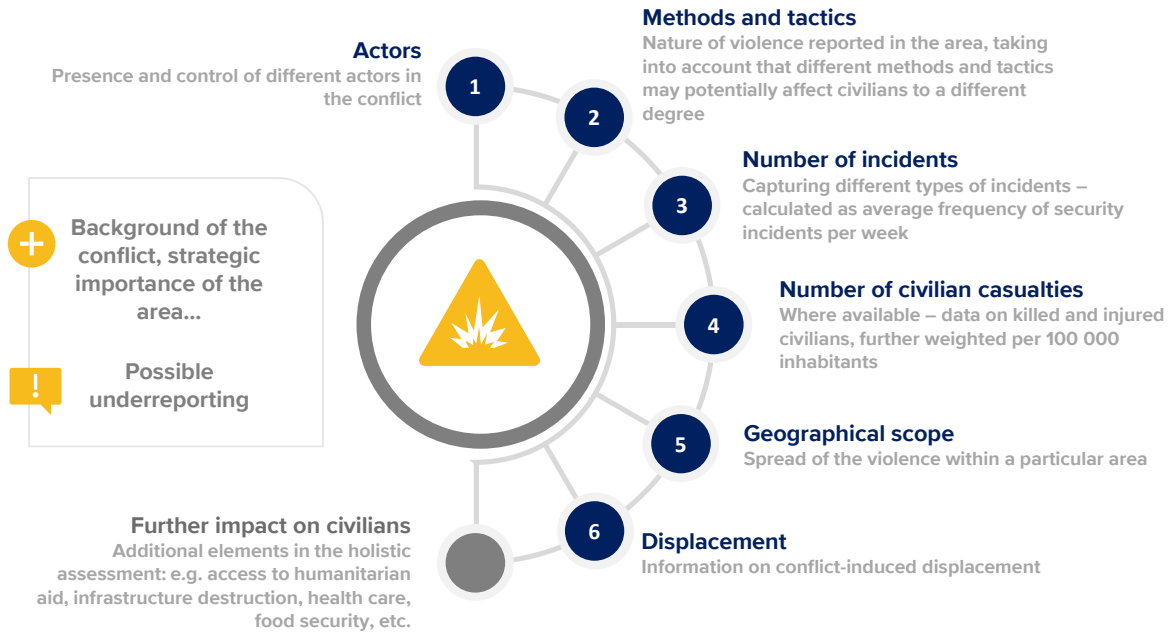 Actors
Presence and control of different actors in
the conflict
1
Methods and tactics
Nature of violence reported in the area, taking
into account that different methods and tactics
may potentially affect civilians to a different
degree
2
Number of incidents
Capturing different types of incidents –
calculated as average frequency of security
incidents per week
3
Number of civilian casualties
Where available – data on killed and injured
civilians, further weighted per 100 000
inhabitants
4
Geographical scope
Spread of the violence within a particular area
5
Displacement
Information on conflict-induced displacement
6
Further impact on civilians
Additional elements in the holistic
assessment: e.g. access to humanitarian
aid, infrastructure destruction, health care,
food security, etc.
Background of the
conflict, strategic
importance of the
area...
Possible
underreporting